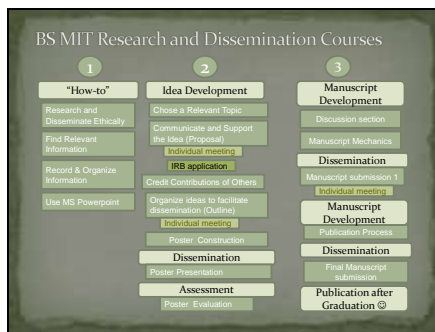 BS MIT Research and Dissemination Courses
1
"How-to"
Research and
Disseminate Ethically
Find Relevant
Information
Record & Organize
Information
Use MS Powerpoint
2
Idea Development
Chose a Relevant Topic
Communicate and Support
the Idea (Proposal)
Individual meeting
IRB application
Credit Contributions of Others
Organize ideas to facilitate
dissemination (Outline)
Individual meeting
Poster Construction
Dissemination
Poster Presentation
Assessment
Poster Evaluation
3
Manuscript
Development
Discussion section
Manuscript Mechanics
Dissemination
Manuscript submission 1
Individual meeting
Manuscript
Development
Publication Process
Dissemination
Final Manuscript
submission
Publication after
Graduation ☺